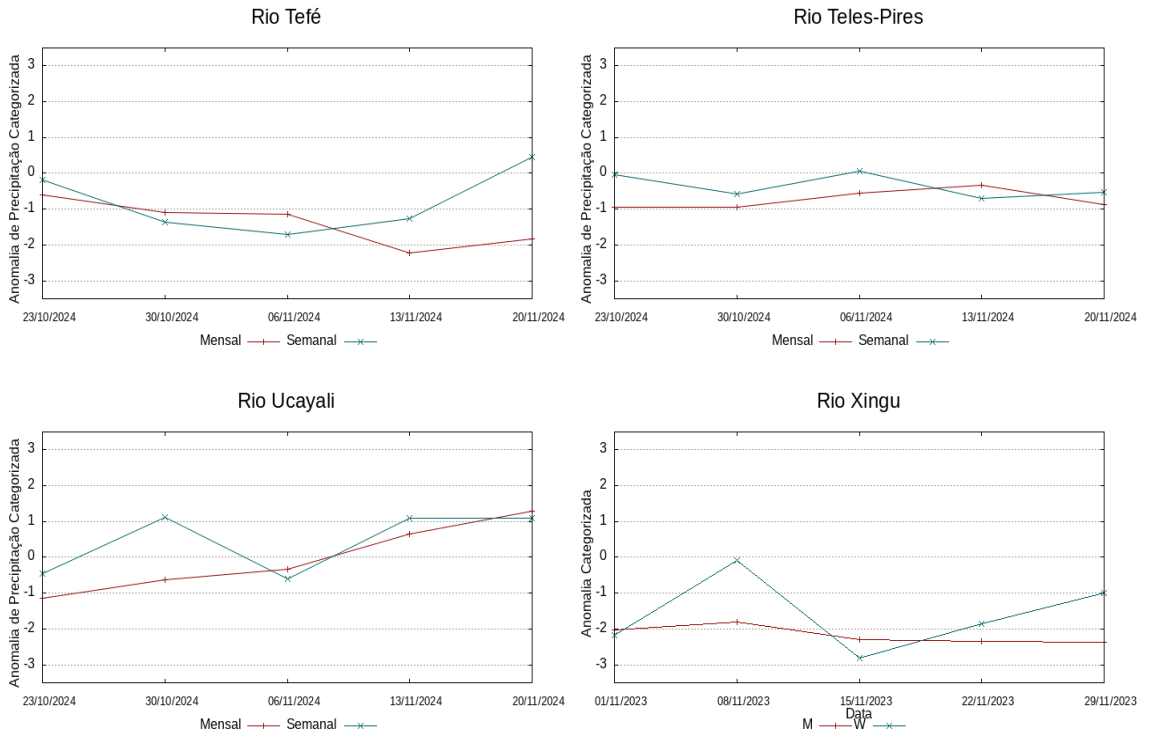 Rio Tefé
Anomalia de Precipitação Categorizada
3
2
1
0
-1
-2
-3
23/10/2024 30/10/2024 06/11/2024 13/11/2024 20/11/2024
Mensal Semanal
Rio Teles-Pires
Anomalia de Precipitação Categorizada
3
2
1
0
-1
-2
-3
23/10/2024 30/10/2024 06/11/2024 13/11/2024 20/11/2024
Mensal Semanal
Rio Ucayali
Anomalia de Precipitação Categorizada
3
2
1
0
-1
-2
-3
23/10/2024 30/10/2024 06/11/2024 13/11/2024 20/11/2024
Mensal Semanal
Rio Xingu
Anomalia Categorizada
3
2
1
0
-1
-2
-3
01/11/2023 08/11/2023 15/11/2023 22/11/2023 29/11/2023
Data
M W